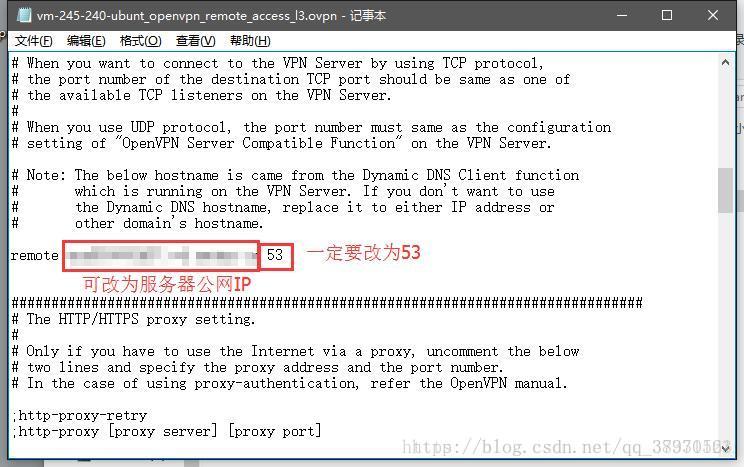 vm-245-240-ubunt_openvpn_remote_access_l3.ovpn - 记事本
文件(F) 编辑(E) 格式(O) 查看(V) 帮助(H)
# When you want to connect to the VPN Server by using TCP protocol,
# the port number of the destination TCP port should be same as one of
# the available TCP listeners on the VPN Server.
#
# When you use UDP protocol, the port number must same as the configuration
# setting of "OpenVPN Server Compatible Function" on the VPN Server.
# Note: The below hostname is came from the Dynamic DNS Client function
# which is running on the VPN Server. If you don't want to use
# the Dynamic DNS hostname, replace it to either IP address or
# other domain's hostname.
remote 53 一定要改为53
可改为服务器公网IP
###############################################################################
# The HTTP/HTTPS proxy setting.
#
# Only if you have to use the Internet via a proxy, uncomment the below
# two lines and specify the proxy address and the port number.
# In the case of using proxy-authentication, refer the OpenVPN manual.
;http-proxy-retry
;http-proxy [proxy server] [proxy port]
https://blog.csdn.net/qq_